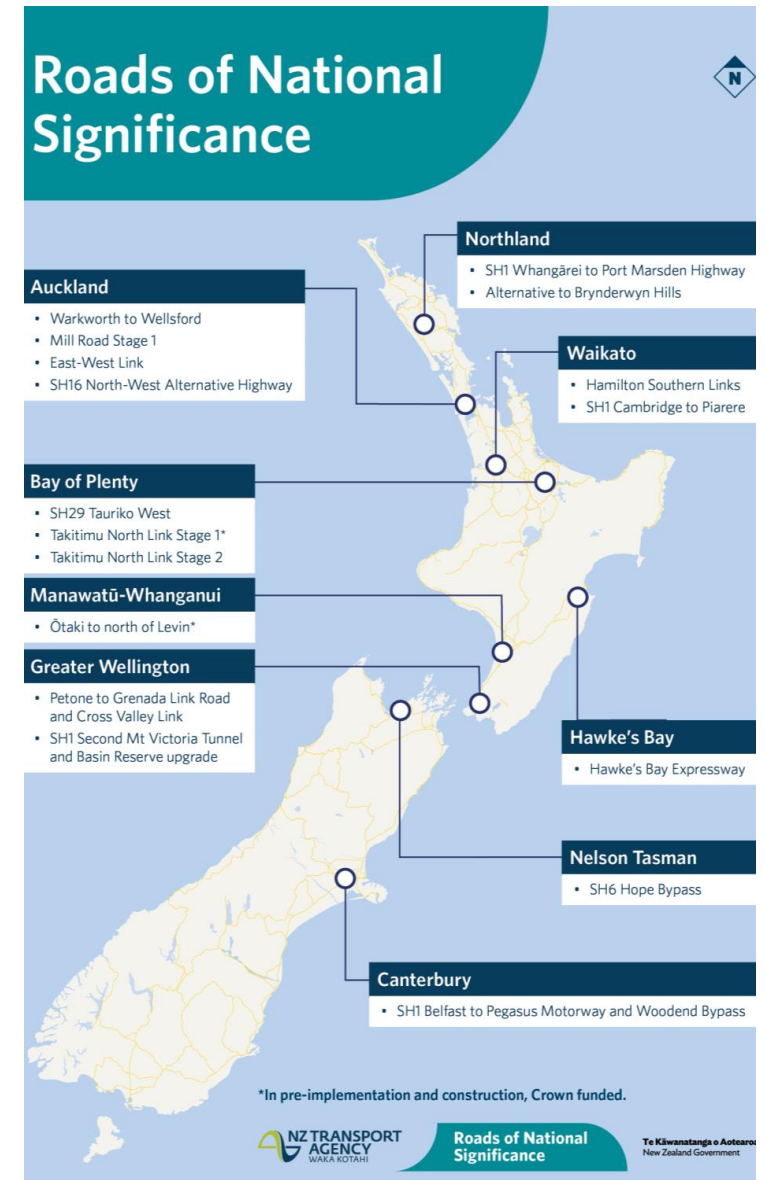 Roads of National
Significance
N
Northland
• SH1 Whangārei to Port Marsden Highway
• Alternative to Brynderwyn Hills
Auckland
• Warkworth to Wellsford
• Mill Road Stage 1
• East-West Link
• SH16 North-West Alternative Highway
Waikato
• Hamilton Southern Links
• SH1 Cambridge to Piarere
Bay of Plenty
• SH29 Tauriko West
• Takitimu North Link Stage 1*
• Takitimu North Link Stage 2
Manawatū-Whanganui
• Ōtaki to north of Levin*
Greater Wellington
• Petone to Grenada Link Road
and Cross Valley Link
• SH1 Second Mt Victoria Tunnel
and Basin Reserve upgrade
Hawke's Bay
• Hawke's Bay Expressway
Nelson Tasman
• SH6 Hope Bypass
Canterbury
• SH1 Belfast to Pegasus Motorway and Woodend Bypass
*In pre-implementation and construction, Crown funded.
NZ TRANSPORT
AGENCY
WAKA KOTAHI
Roads of National
Significance
Te Kāwanatanga o Aotearoa
New Zealand Government